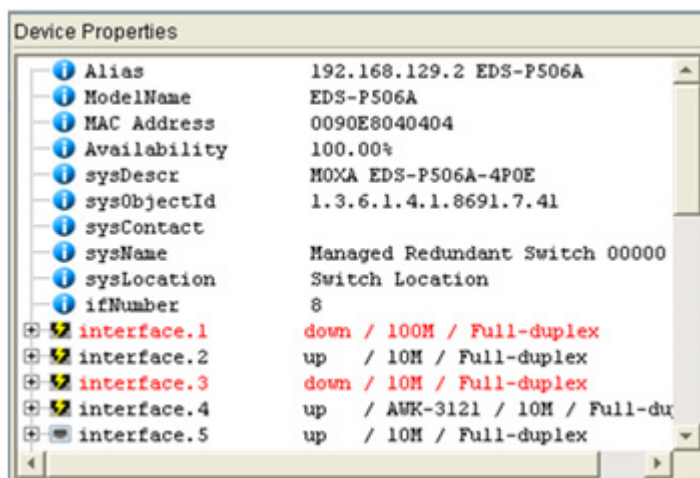 Device Properties
Alias 192.168.129.2 EDS-P506A
ModelName EDS-P506A
MAC Address 0090E8040404
Availability 100.00%
sysDescr MOXA EDS-P506A-4POE
sysObjectId 1.3.6.1.4.1.8691.7.41
sysContact
sysName Managed Redundant Switch 00000
sysLocation Switch Location
ifNumber 8
interface.1 down / 100M / Full-duplex
interface.2 up / 10M / Full-duplex
interface.3 down / 10M / Full-duplex
interface.4 up / AWK-3121 / 10M / Full-du
interface.5 up / 10M / Full-duplex